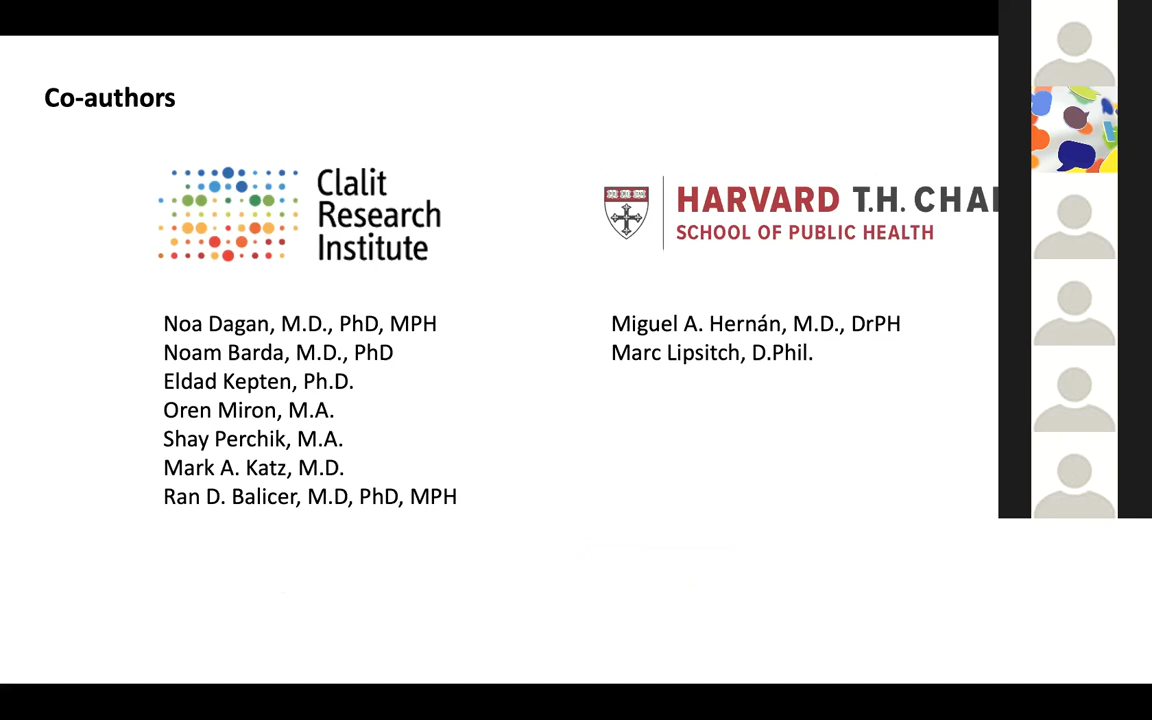 Co-authors
Clalit
Research
Institute
HARVARD T.H. CHA
SCHOOL OF PUBLIC HEALTH
Noa Dagan, M.D., PhD, MPH
Noam Barda, M.D., PhD
Eldad Kepten, Ph.D.
Oren Miron, M.A.
Shay Perchik, M.A.
Mark A. Katz, M.D.
Ran D. Balicer, M.D, PhD, MPH
Miguel A. Hernán, M.D., DrPH
Marc Lipsitch, D.Phil.